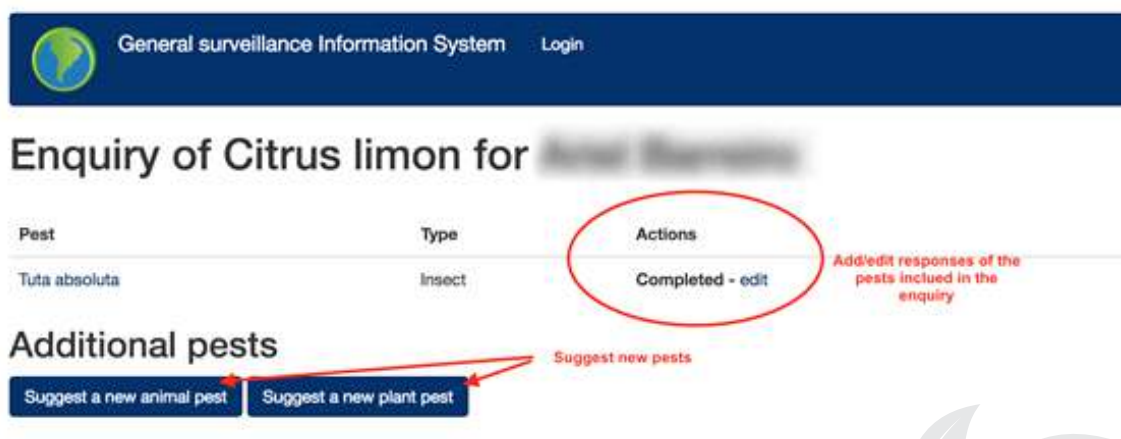 General surveillance Information System Login
Enquiry of Citrus limon for
Pest Type Actions
Tuta absoluta Insect Completed - edit
Add/edit responses of the
pests inclued in the
enquiry
Additional pests
Suggest new pests
Suggest a new animal pest Suggest a new plant pest